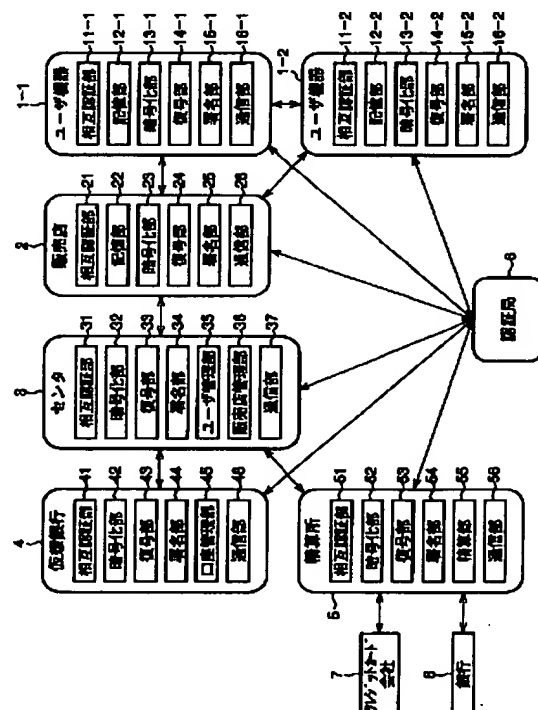 4
仮想銀行
相互認証部 41
暗号化部 42
復号部 43
署名部 44
口座管理部 45
通信部 46
3
センタ
相互認証部 31
暗号化部 32
復号部 33
署名部 34
ユーザ管理部 35
販売店管理部 36
通信部 37
2
販売店
相互認証部 21
記憶部 22
暗号化部 23
復号部 24
署名部 25
通信部 26
1-1
ユーザ機器
相互認証部 11-1
記憶部 12-1
暗号化部 13-1
復号部 14-1
署名部 15-1
通信部 16-1
1-2
ユーザ機器
相互認証部 11-2
記憶部 12-2
暗号化部 13-2
復号部 14-2
署名部 15-2
通信部 16-2
5
精算所
相互認証部 51
暗号化部 52
復号部 53
署名部 54
精算部 55
通信部 56
7
クレジットカード
会社
8
銀行
認証局
6